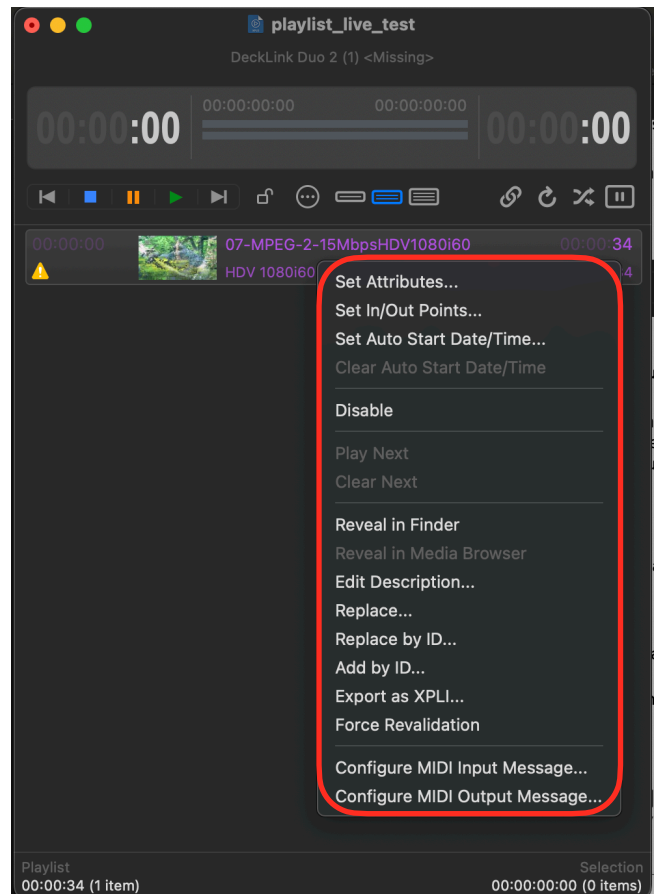 playlist_live_test
DeckLink Duo 2 (1) <Missing>
00:00:00:00 00:00:00:00
00:00:00 00:00:00
00:00:00 07-MPEG-2-15MbpsHDV1080i60 00:00:34
HDV 1080i60 4
Set Attributes...
Set In/Out Points...
Set Auto Start Date/Time...
Clear Auto Start Date/Time
Disable
Play Next
Clear Next
Reveal in Finder
Reveal in Media Browser
Edit Description...
Replace...
Replace by ID...
Add by ID...
Export as XPLI...
Force Revalidation
Configure MIDI Input Message...
Configure MIDI Output Message...
Playlist Selection
00:00:34 (1 item) 00:00:00:00 (0 items)